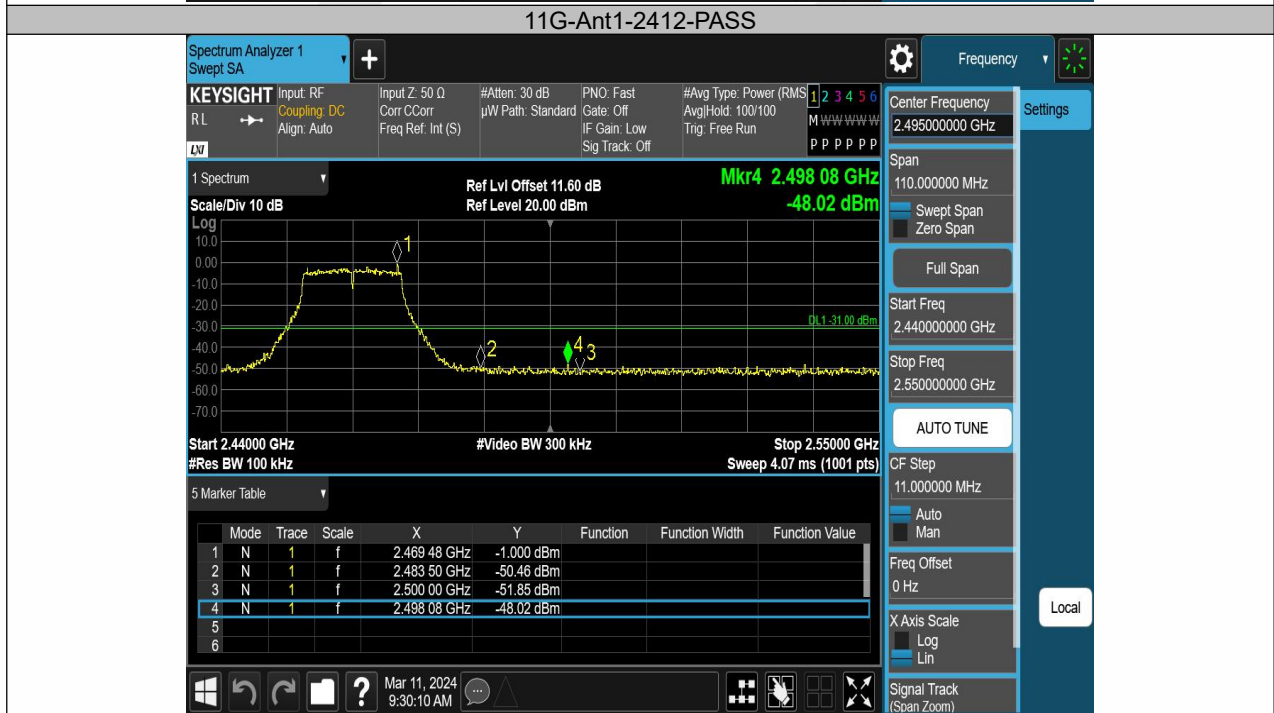 11G-Ant1-2412-PASS
Spectrum Analyzer 1
Swept SA
Frequency
KEYSIGHT
RL
LXI
Input: RF
Coupling: DC
Align: Auto
Input Z: 50 Ω
Corr CCorr
Freq Ref: Int (S)
#Atten: 30 dB
µW Path: Standard
PNO: Fast
Gate: Off
IF Gain: Low
Sig Track: Off
#Avg Type: Power (RMS
Avg|Hold: 100/100
Trig: Free Run
1 2 3 4 5 6
M W W W W W
P P P P P P
1 Spectrum
Scale/Div 10 dB
Ref Lvl Offset 11.60 dB
Ref Level 20.00 dBm
Mkr4 2.498 08 GHz
-48.02 dBm
Log
10.0
0.00
-10.0
-20.0
-30.0
-40.0
-50.0
-60.0
-70.0
1
2
4
3
DL1 -31.00 dBm
Start 2.44000 GHz
#Video BW 300 kHz
Stop 2.55000 GHz
#Res BW 100 kHz
Sweep 4.07 ms (1001 pts)
5 Marker Table
Mode Trace Scale X Y Function Function Width Function Value
1 N 1 f 2.469 48 GHz -1.000 dBm
2 N 1 f 2.483 50 GHz -50.46 dBm
3 N 1 f 2.500 00 GHz -51.85 dBm
4 N 1 f 2.498 08 GHz -48.02 dBm
5
6
Center Frequency
2.495000000 GHz
Settings
Span
110.000000 MHz
Swept Span
Zero Span
Full Span
Start Freq
2.440000000 GHz
Stop Freq
2.550000000 GHz
AUTO TUNE
CF Step
11.000000 MHz
Auto
Man
Freq Offset
0 Hz
X Axis Scale
Log
Lin
Local
Signal Track
(Span Zoom)
?
Mar 11, 2024
9:30:10 AM